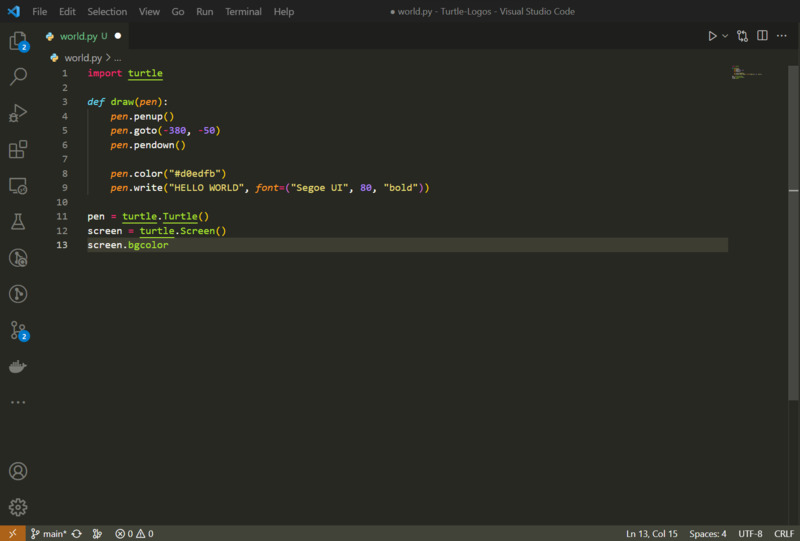 File Edit Selection View Go Run Terminal Help ● world.py - Turtle-Logos - Visual Studio Code
world.py U ●
world.py > ...
1 import turtle
2
3 def draw(pen):
4     pen.penup()
5     pen.goto(-380, -50)
6     pen.pendown()
7
8     pen.color("#d0edfb")
9     pen.write("HELLO WORLD", font=("Segoe UI", 80, "bold"))
10
11 pen = turtle.Turtle()
12 screen = turtle.Screen()
13 screen.bgcolor
2
2
main* 0 0 Ln 13, Col 15 Spaces: 4 UTF-8 CRLF